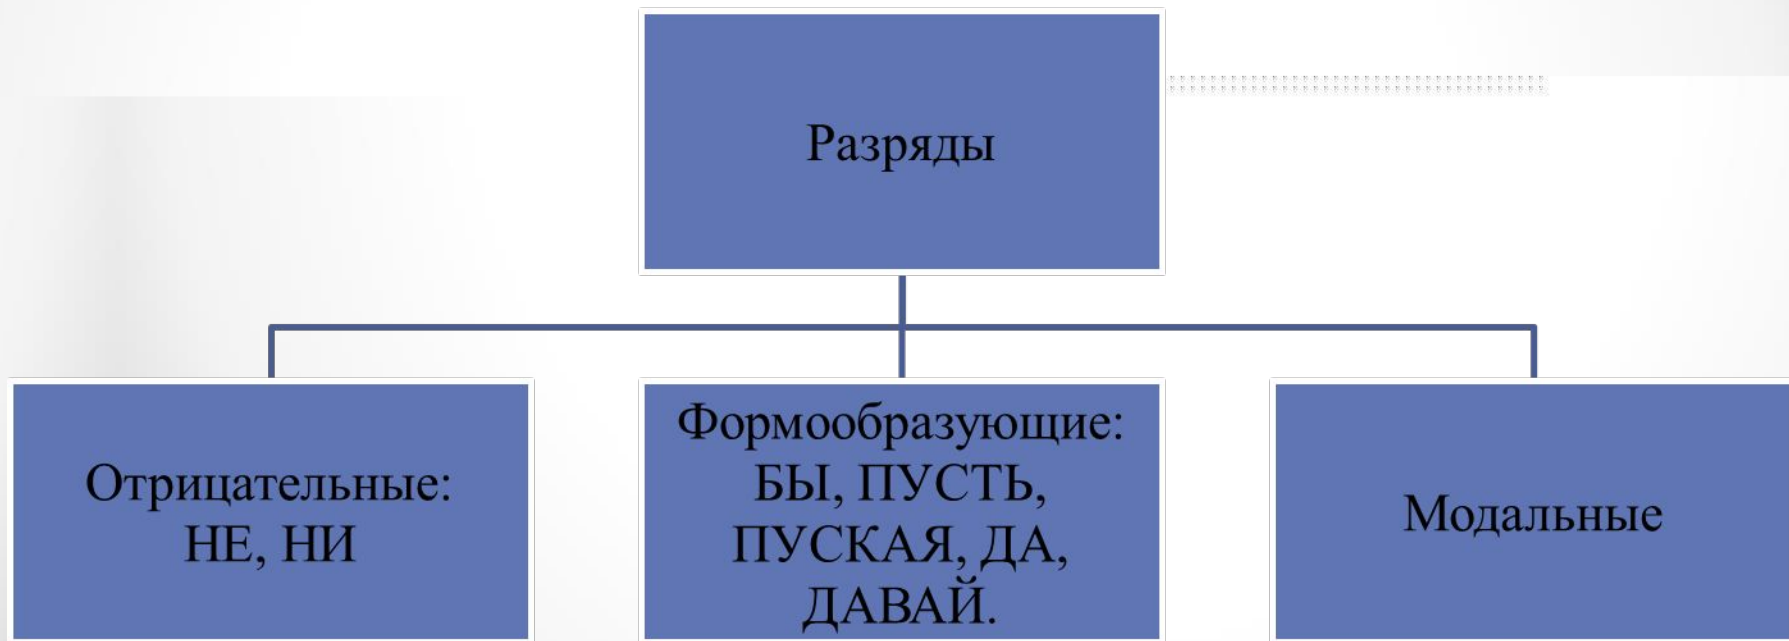 Разряды
Отрицательные:
НЕ, НИ
Формообразующие:
БЫ, ПУСТЬ,
ПУСКАЯ, ДА,
ДАВАЙ.
Модальные